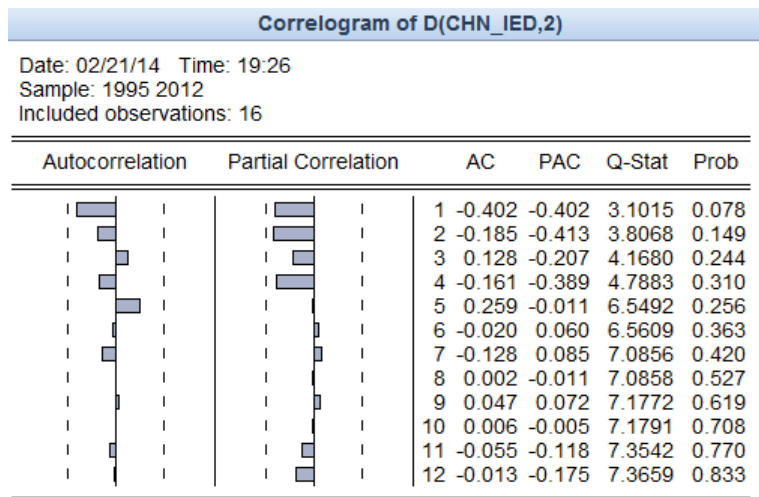 Correlogram of D(CHN_IED,2)
Date: 02/21/14 Time: 19:26
Sample: 1995 2012
Included observations: 16
Autocorrelation Partial Correlation AC PAC Q-Stat Prob
1 -0.402 -0.402 3.1015 0.078
2 -0.185 -0.413 3.8068 0.149
3 0.128 -0.207 4.1680 0.244
4 -0.161 -0.389 4.7883 0.310
5 0.259 -0.011 6.5492 0.256
6 -0.020 0.060 6.5609 0.363
7 -0.128 0.085 7.0856 0.420
8 0.002 -0.011 7.0858 0.527
9 0.047 0.072 7.1772 0.619
10 0.006 -0.005 7.1791 0.708
11 -0.055 -0.118 7.3542 0.770
12 -0.013 -0.175 7.3659 0.833